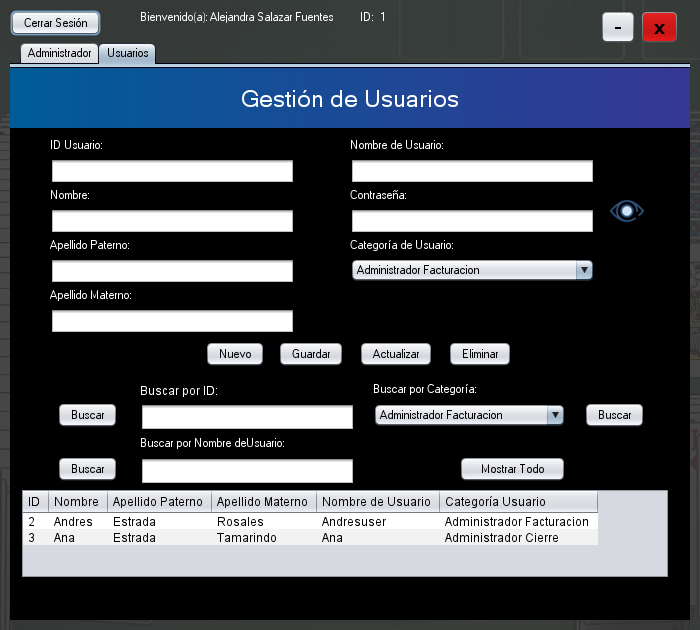 Cerrar Sesión
Bienvenido(a): Alejandra Salazar Fuentes ID: 1
- x
Administrador Usuarios
Gestión de Usuarios
ID Usuario: Nombre de Usuario:
Nombre: Contraseña:
Apellido Paterno: Categoría de Usuario:
Administrador Facturacion
Apellido Materno:
Nuevo Guardar Actualizar Eliminar
Buscar por ID: Buscar por Categoría:
Buscar Administrador Facturacion Buscar
Buscar por Nombre deUsuario:
Buscar Mostrar Todo
ID Nombre Apellido Paterno Apellido Materno Nombre de Usuario Categoría Usuario
2 Andres Estrada Rosales Andresuser Administrador Facturacion
3 Ana Estrada Tamarindo Ana Administrador Cierre